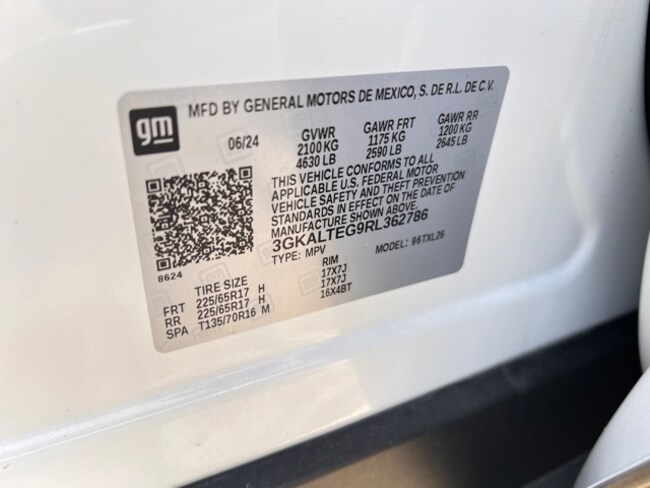 gm
MFD BY GENERAL MOTORS DE MEXICO, S. DE R.L. DE C.V.
06/24 GVWR GAWR FRT GAWR RR
2100 KG 1175 KG 1200 KG
4630 LB 2590 LB 2645 LB
THIS VEHICLE CONFORMS TO ALL
APPLICABLE U.S. FEDERAL MOTOR
VEHICLE SAFETY AND THEFT PREVENTION
STANDARDS IN EFFECT ON THE DATE OF
MANUFACTURE SHOWN ABOVE.
3GKALTEG9RL362786
TYPE: MPV MODEL: 96TXL26
8624
TIRE SIZE RIM
FRT 225/65R17 H 17X7J
RR 225/65R17 H 17X7J
SPA T135/70R16 M 16X4BT